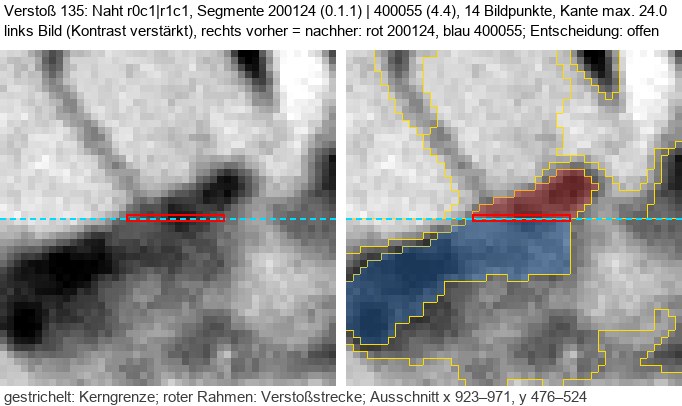 Verstoß 135: Naht r0c1|r1c1, Segmente 200124 (0.1.1) | 400055 (4.4), 14 Bildpunkte, Kante max. 24.0
links Bild (Kontrast verstärkt), rechts vorher = nachher: rot 200124, blau 400055; Entscheidung: offen
gestrichelt: Kerngrenze; roter Rahmen: Verstoßstrecke; Ausschnitt x 923–971, y 476–524